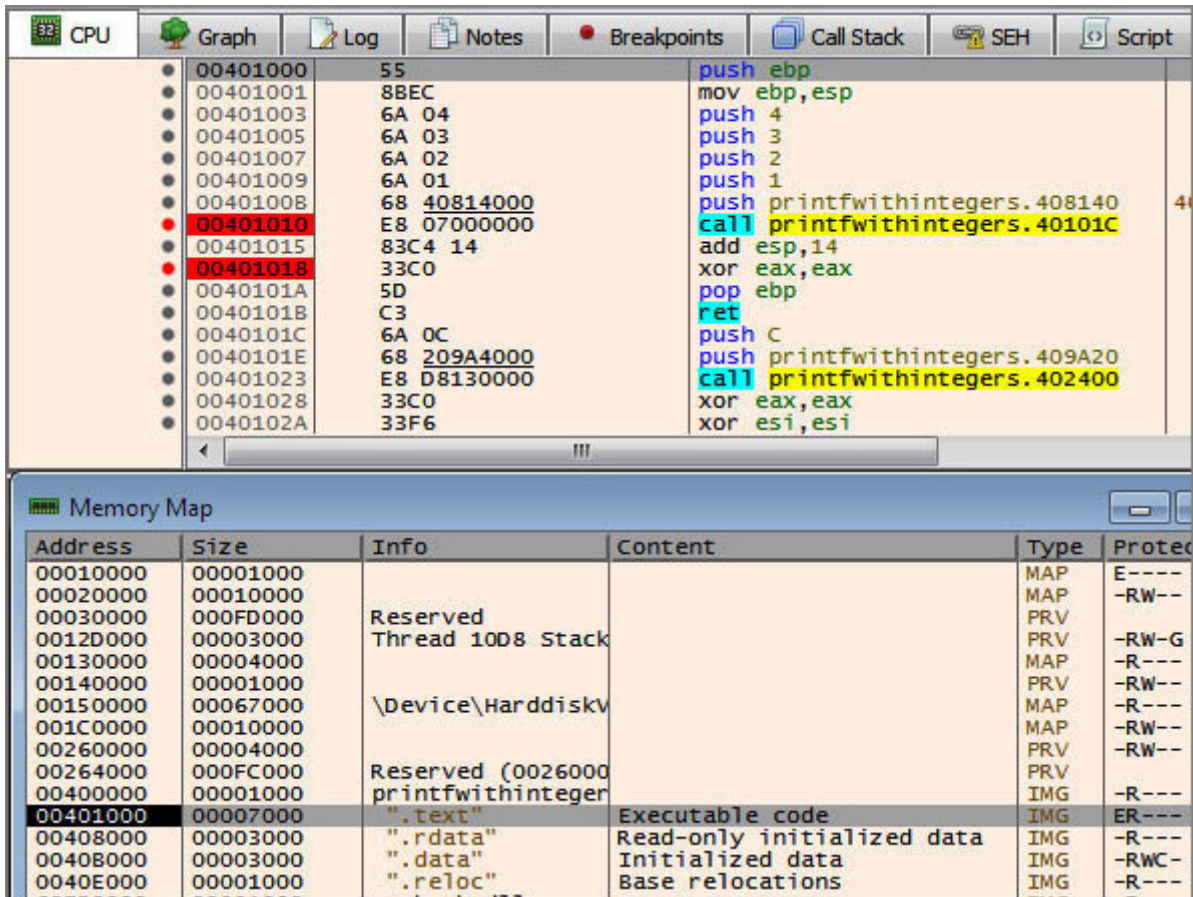 CPU Graph Log Notes Breakpoints Call Stack SEH Script
00401000 55 push ebp
00401001 8BEC mov ebp,esp
00401003 6A 04 push 4
00401005 6A 03 push 3
00401007 6A 02 push 2
00401009 6A 01 push 1
0040100B 68 40814000 push printfwithintegers.408140
00401010 E8 07000000 call printfwithintegers.40101C
00401015 83C4 14 add esp,14
00401018 33C0 xor eax,eax
0040101A 5D pop ebp
0040101B C3 ret
0040101C 6A 0C push C
0040101E 68 209A4000 push printfwithintegers.409A20
00401023 E8 D8130000 call printfwithintegers.402400
00401028 33C0 xor eax,eax
0040102A 33F6 xor esi,esi
Memory Map
Address Size Info Content Type Protec
00010000 00001000 MAP E----
00020000 00010000 MAP -RW--
00030000 000FD000 Reserved PRV
0012D000 00003000 Thread 10D8 Stack PRV -RW-G
00130000 00004000 MAP -R---
00140000 00001000 PRV -RW--
00150000 00067000 \Device\HarddiskV MAP -R---
001C0000 00010000 MAP -RW--
00260000 00004000 PRV -RW--
00264000 000FC000 Reserved (0026000 PRV
00400000 00001000 printfwithinteger IMG -R---
00401000 00007000 ".text" Executable code IMG ER---
00408000 00003000 ".rdata" Read-only initialized data IMG -R---
0040B000 00003000 ".data" Initialized data IMG -RWC-
0040E000 00001000 ".reloc" Base relocations IMG -R---